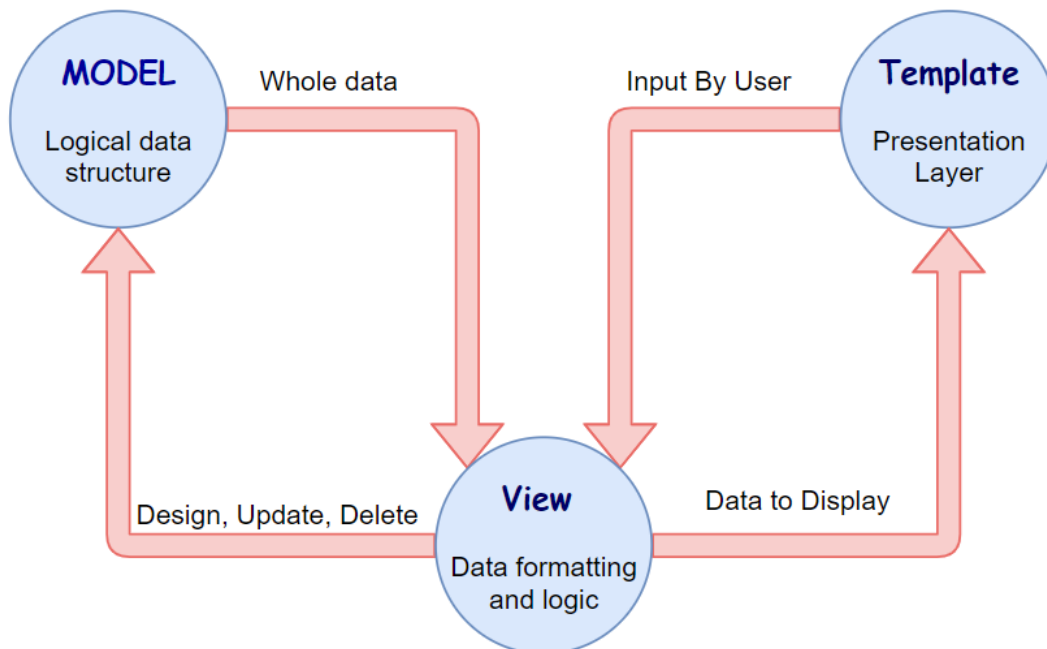 MODEL
Logical data
structure
Whole data
Input By User
Template
Presentation
Layer
Design, Update, Delete
View
Data formatting
and logic
Data to Display